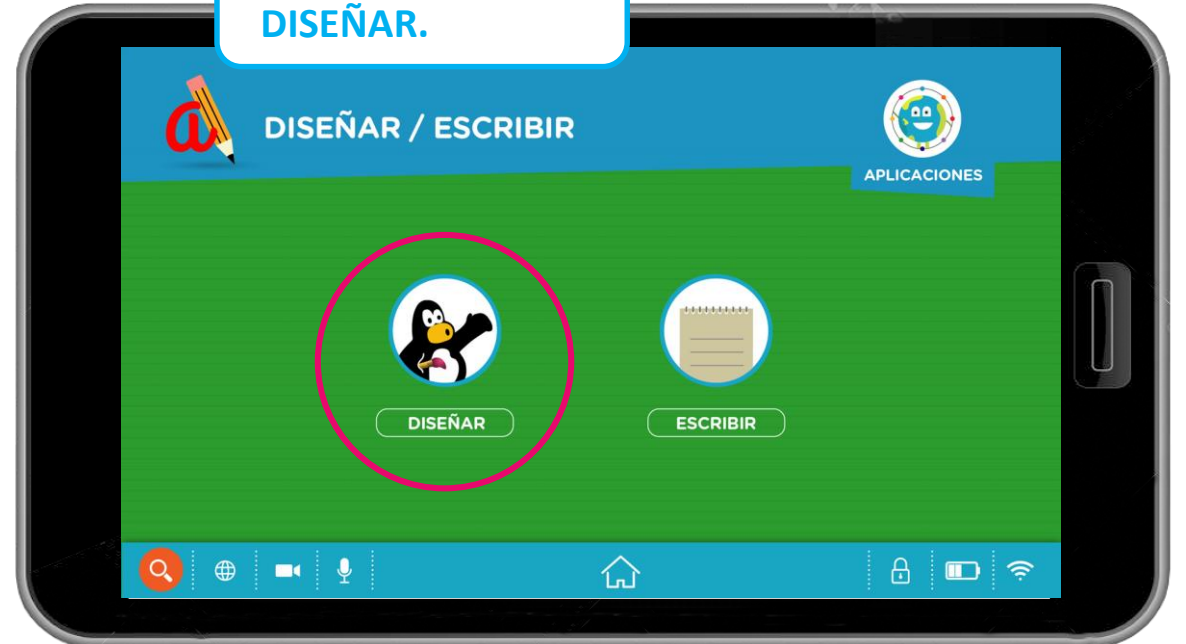 DISEÑAR.
a
DISEÑAR / ESCRIBIR
APLICACIONES
DISEÑAR
ESCRIBIR